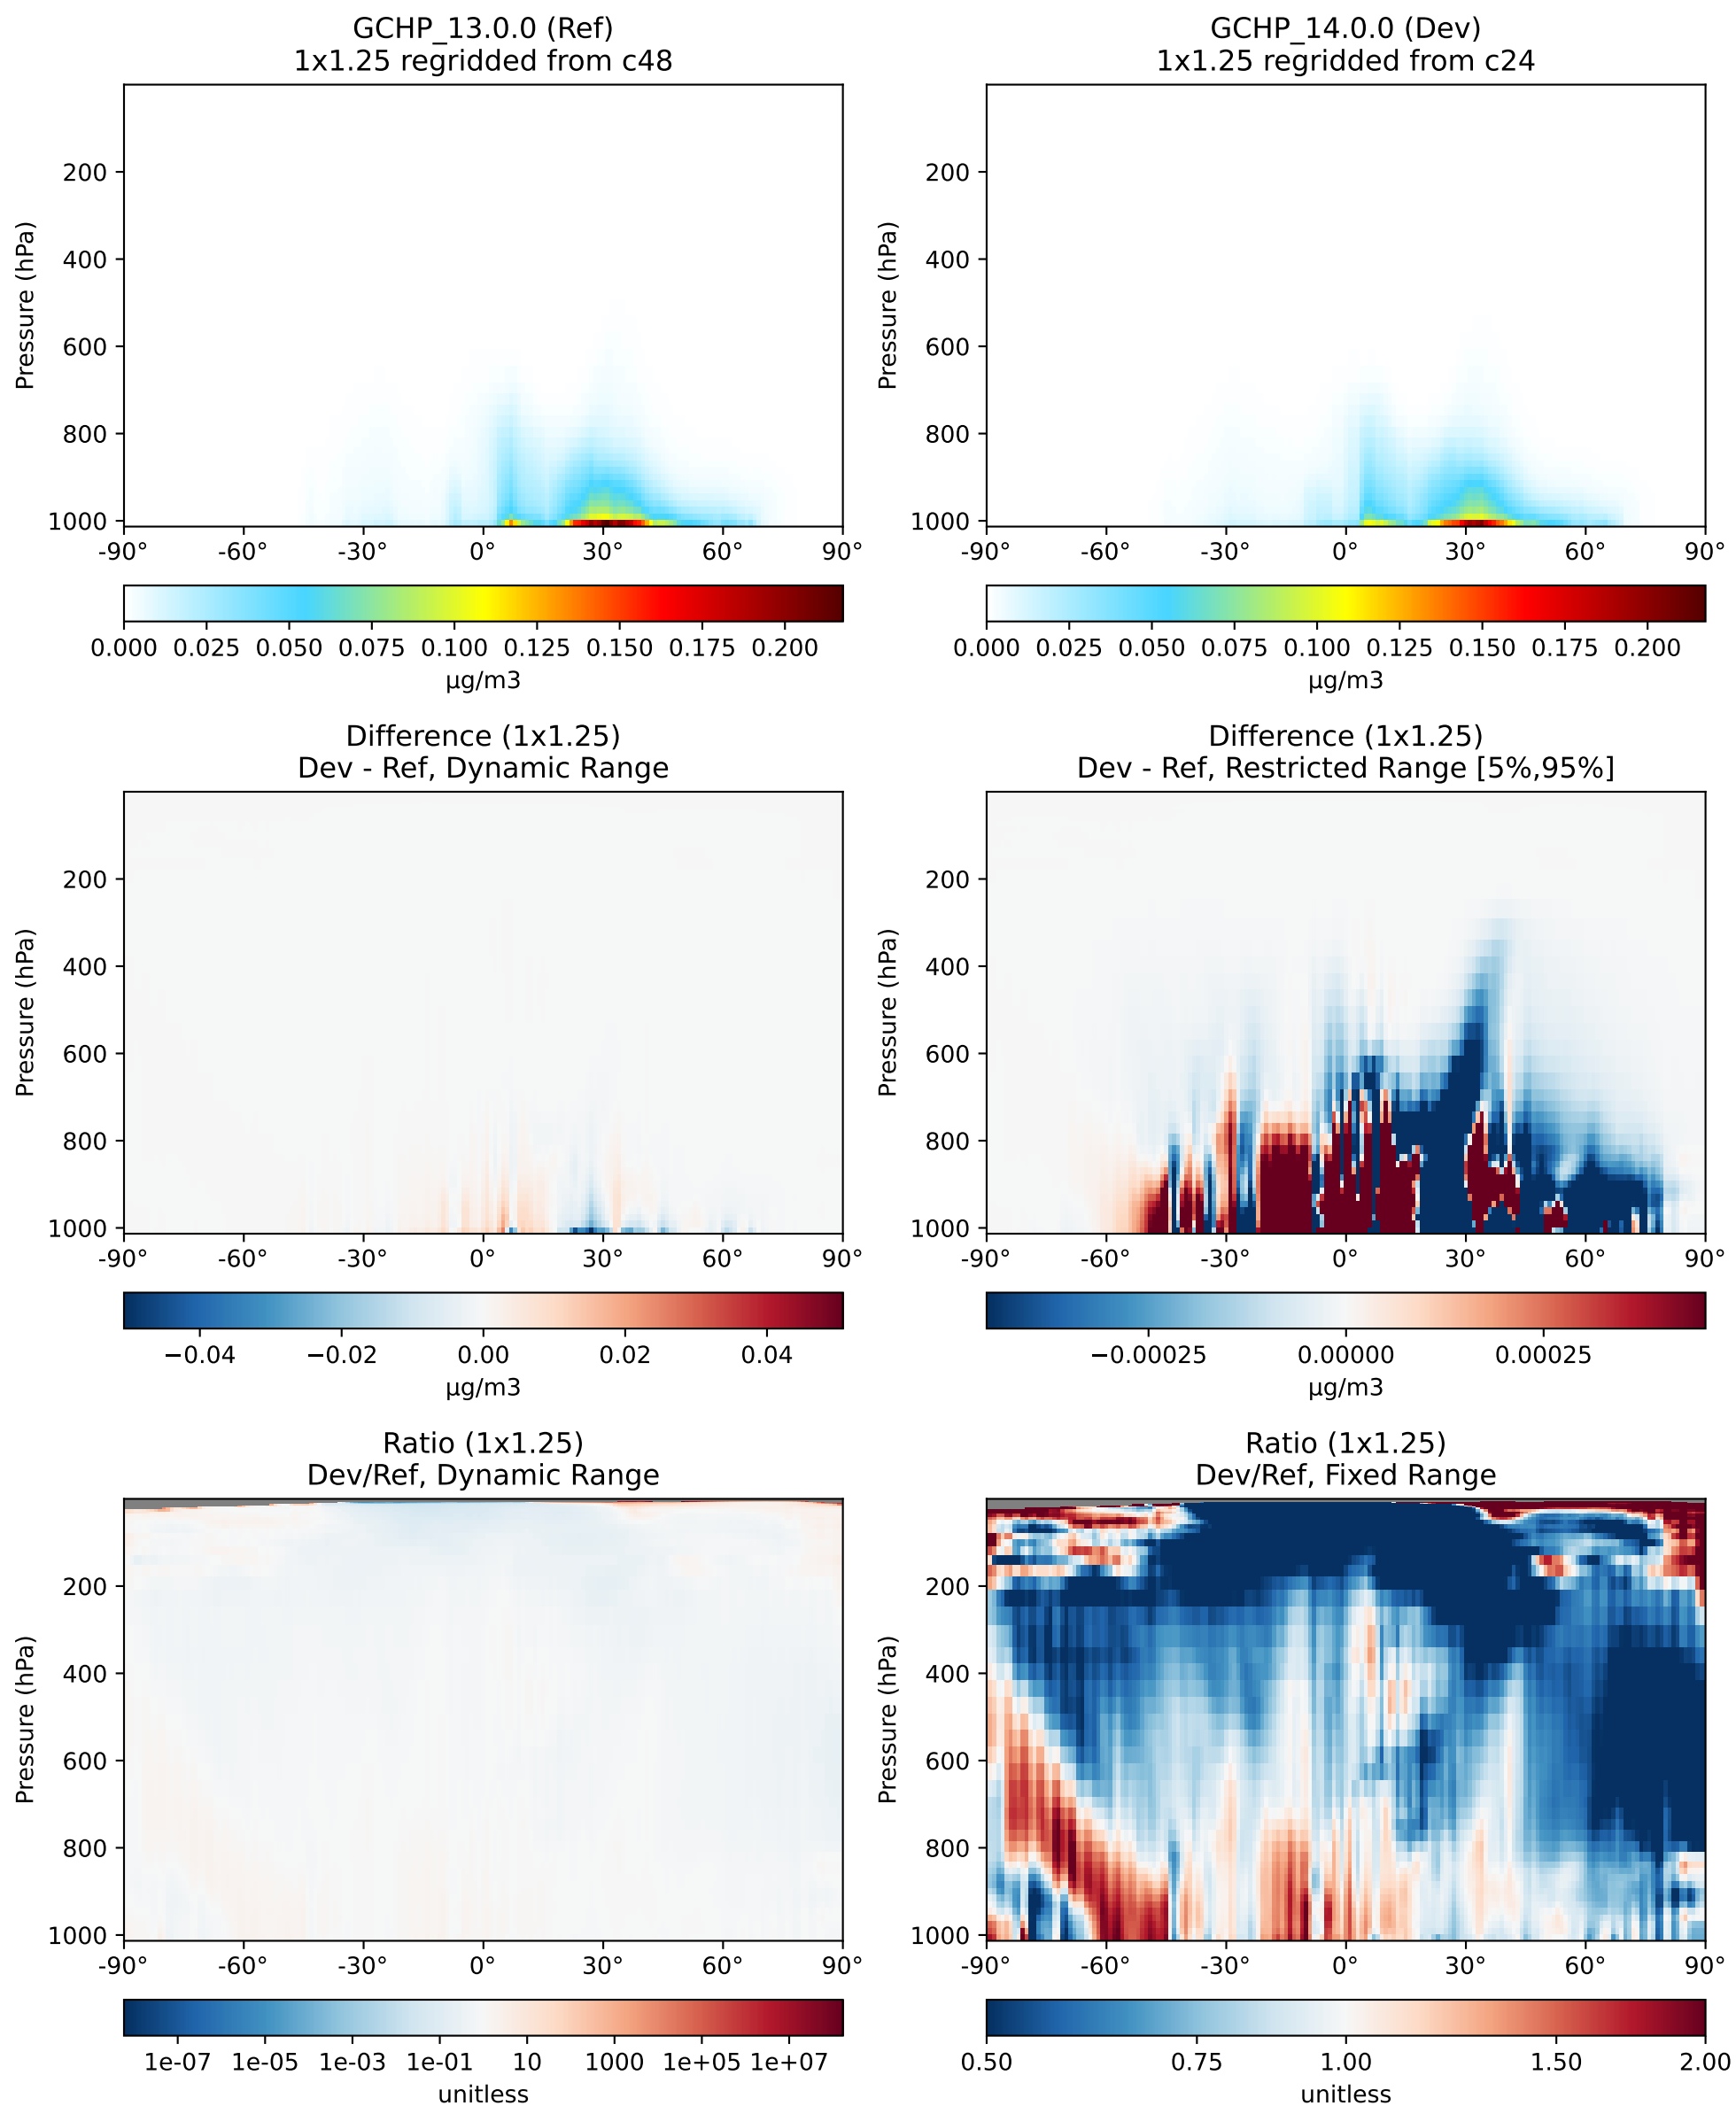 GCHP_13.0.0 (Ref)
1x1.25 regridded from c48
Pressure (hPa)
200
400
600
800
1000
-90° -60° -30° 0° 30° 60° 90°
0.000 0.025 0.050 0.075 0.100 0.125 0.150 0.175 0.200
µg/m3
GCHP_14.0.0 (Dev)
1x1.25 regridded from c24
Pressure (hPa)
200
400
600
800
1000
-90° -60° -30° 0° 30° 60° 90°
0.000 0.025 0.050 0.075 0.100 0.125 0.150 0.175 0.200
µg/m3
Difference (1x1.25)
Dev - Ref, Dynamic Range
Pressure (hPa)
200
400
600
800
1000
-90° -60° -30° 0° 30° 60° 90°
−0.04 −0.02 0.00 0.02 0.04
µg/m3
Difference (1x1.25)
Dev - Ref, Restricted Range [5%,95%]
Pressure (hPa)
200
400
600
800
1000
-90° -60° -30° 0° 30° 60° 90°
−0.00025 0.00000 0.00025
µg/m3
Ratio (1x1.25)
Dev/Ref, Dynamic Range
Pressure (hPa)
200
400
600
800
1000
-90° -60° -30° 0° 30° 60° 90°
1e-07 1e-05 1e-03 1e-01 10 1000 1e+05 1e+07
unitless
Ratio (1x1.25)
Dev/Ref, Fixed Range
Pressure (hPa)
200
400
600
800
1000
-90° -60° -30° 0° 30° 60° 90°
0.50 0.75 1.00 1.50 2.00
unitless